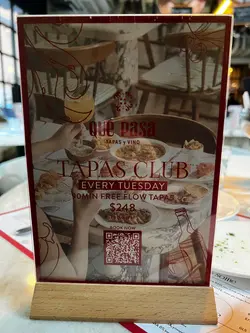 que pasa
TAPAS Y VINO
TAPAS CLUB
EVERY TUESDAY
90MIN FREE FLOW TAPAS
$248
BOOK NOW